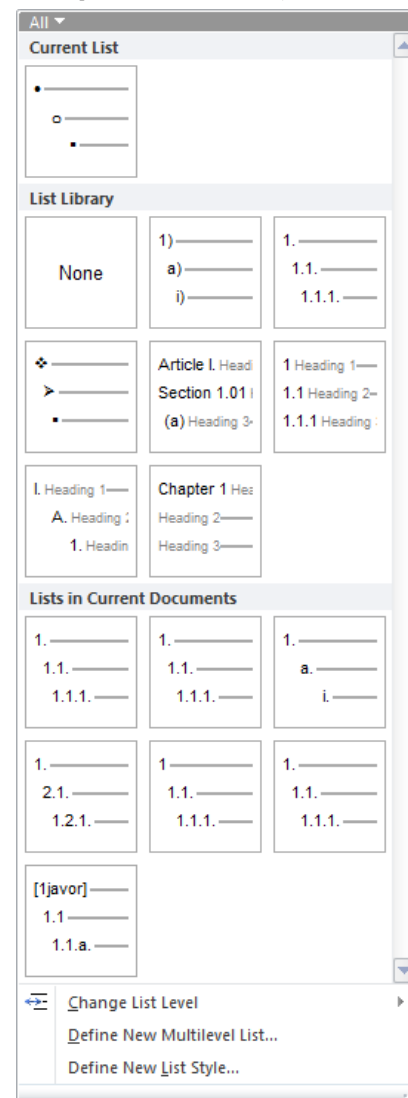 All
Current List
List Library
None
1)
a)
i)
1.
1.1.
1.1.1.
Article I. Headi
Section 1.01
(a) Heading 3
1 Heading 1
1.1 Heading 2
1.1.1 Heading
I. Heading 1
A. Heading
1. Headin
Chapter 1 Hea
Heading 2
Heading 3
Lists in Current Documents
1.
1.1.
1.1.1.
1.
1.1.
1.1.1.
1.
a.
i.
1.
2.1.
1.2.1.
1
1.1.
1.1.1.
1.
1.1.
1.1.1.
[1javor]
1.1
1.1.a.
Change List Level
Define New Multilevel List...
Define New List Style...